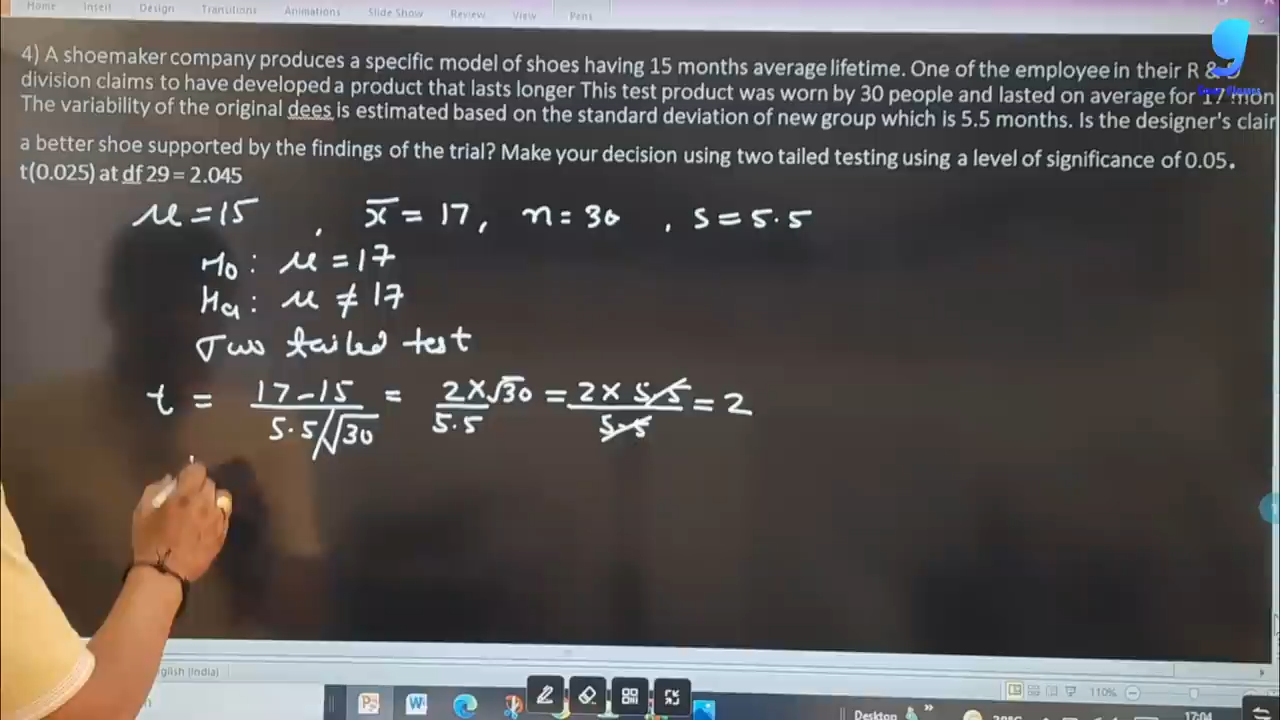 Home Insert Design Transitions Animations Slide Show Review View Pens
4) A shoemaker company produces a specific model of shoes having 15 months average lifetime. One of the employee in their R &
division claims to have developed a product that lasts longer This test product was worn by 30 people and lasted on average for 17 mon
The variability of the original dees is estimated based on the standard deviation of new group which is 5.5 months. Is the designer's clair
a better shoe supported by the findings of the trial? Make your decision using two tailed testing using a level of significance of 0.05.
t(0.025) at df 29 = 2.045
μ = 15 , x̄ = 17, n = 30 , s = 5.5
H₀ : μ = 17
Hₐ : μ ≠ 17
Two tailed test
t = (17 - 15)/(5.5/√30) = (2 × √30)/5.5 = (2 × 5.5)/5.5 = 2
glish (India)
110%
Desktop
17:04